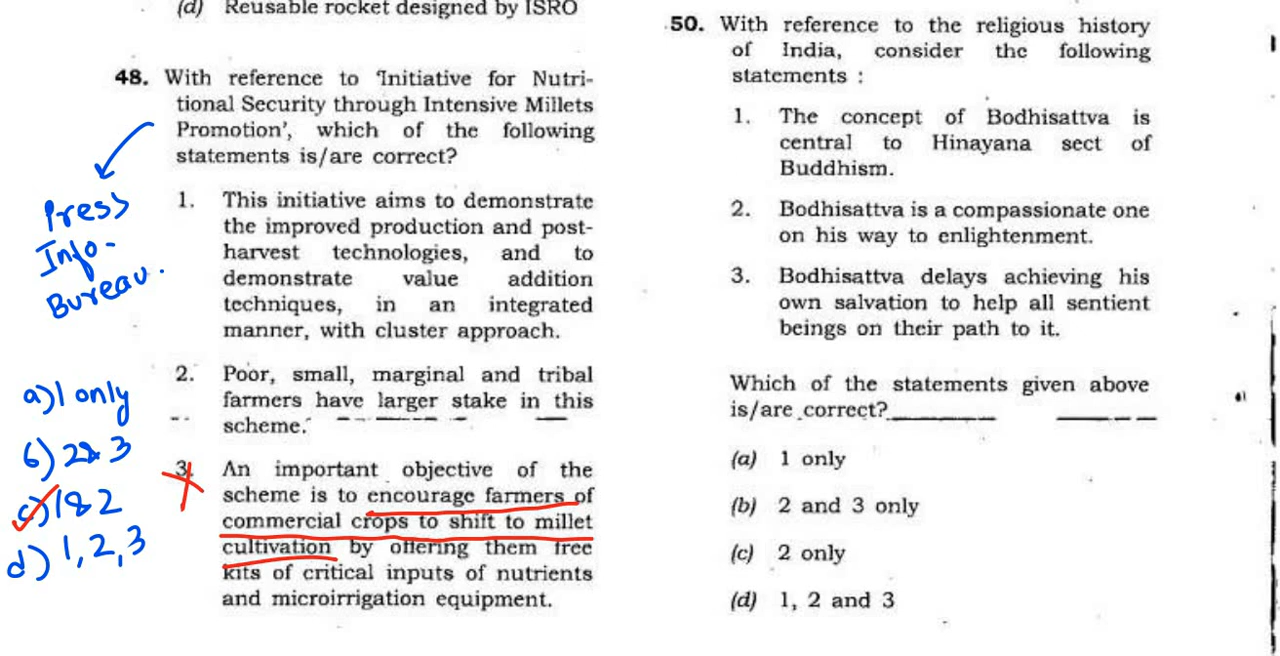 (d) Reusable rocket designed by ISRO
48. With reference to 'Initiative for Nutri-
tional Security through Intensive Millets
Promotion', which of the following
statements is/are correct?
1. This initiative aims to demonstrate
the improved production and post-
harvest technologies, and to
demonstrate value addition
techniques, in an integrated
manner, with cluster approach.
2. Poor, small, marginal and tribal
farmers have larger stake in this
scheme.
3. An important objective of the
scheme is to encourage farmers of
commercial crops to shift to millet
cultivation by offering them free
kits of critical inputs of nutrients
and microirrigation equipment.
Press
Info-
Bureau.
a) 1 only
b) 2 & 3
c) 1 & 2
d) 1, 2, 3
50. With reference to the religious history
of India, consider the following
statements :
1. The concept of Bodhisattva is
central to Hinayana sect of
Buddhism.
2. Bodhisattva is a compassionate one
on his way to enlightenment.
3. Bodhisattva delays achieving his
own salvation to help all sentient
beings on their path to it.
Which of the statements given above
is/are correct?
(a) 1 only
(b) 2 and 3 only
(c) 2 only
(d) 1, 2 and 3